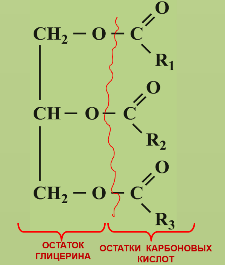 O
CH₂ – O – C
R₁
O
CH – O – C
R₂
O
CH₂ – O – C
R₃
ОСТАТОК ГЛИЦЕРИНА
ОСТАТКИ КАРБОНОВЫХ КИСЛОТ